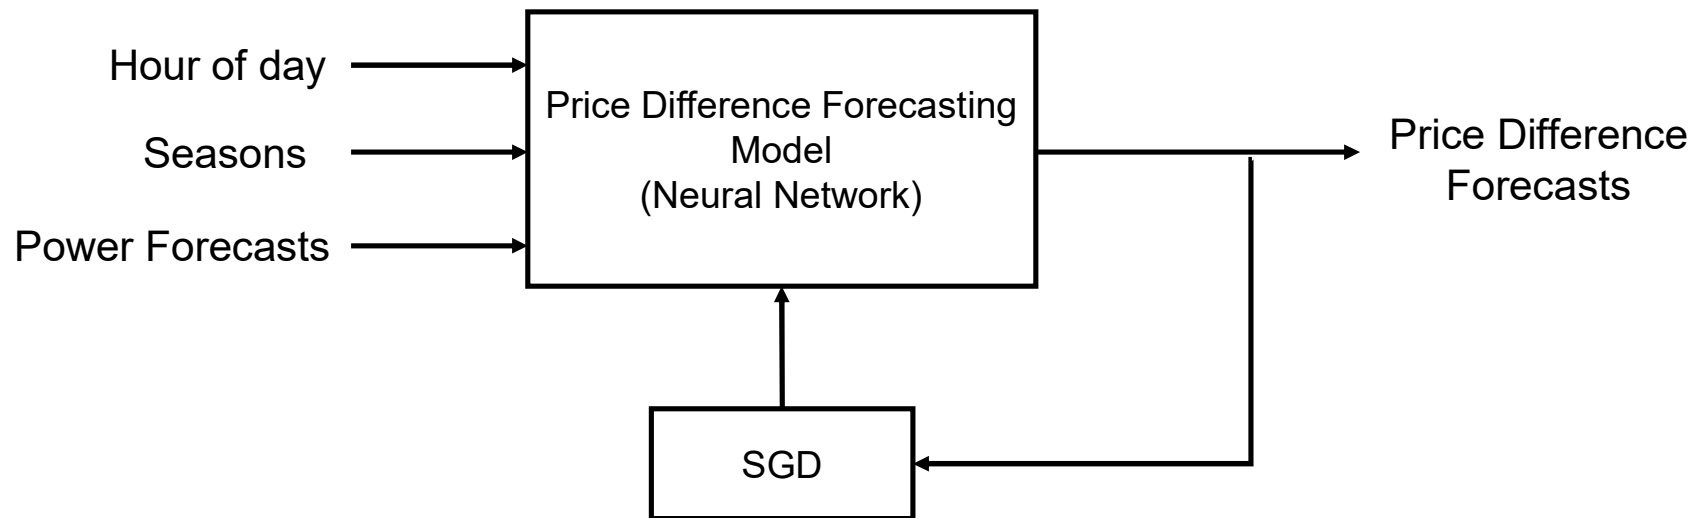 Hour of day
Seasons
Power Forecasts
Price Difference Forecasting
Model
(Neural Network)
Price Difference
Forecasts
SGD